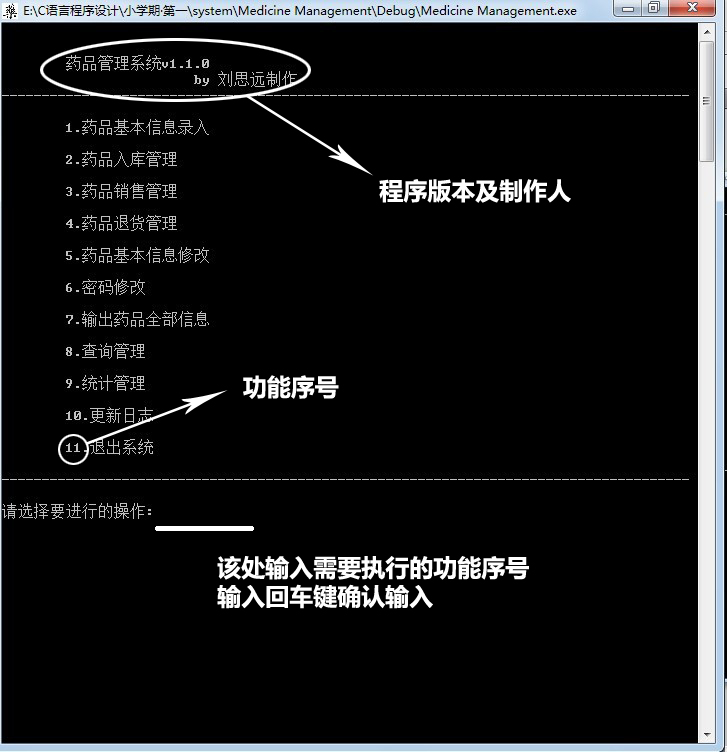 E:\C语言程序设计\小学期·第一\system\Medicine Management\Debug\Medicine Management.exe
药品管理系统v1.1.0
by 刘思远制作
程序版本及制作人
1.药品基本信息录入
2.药品入库管理
3.药品销售管理
4.药品退货管理
5.药品基本信息修改
6.密码修改
7.输出药品全部信息
8.查询管理
9.统计管理
功能序号
10.更新日志
11.退出系统
请选择要进行的操作:
该处输入需要执行的功能序号
输入回车键确认输入